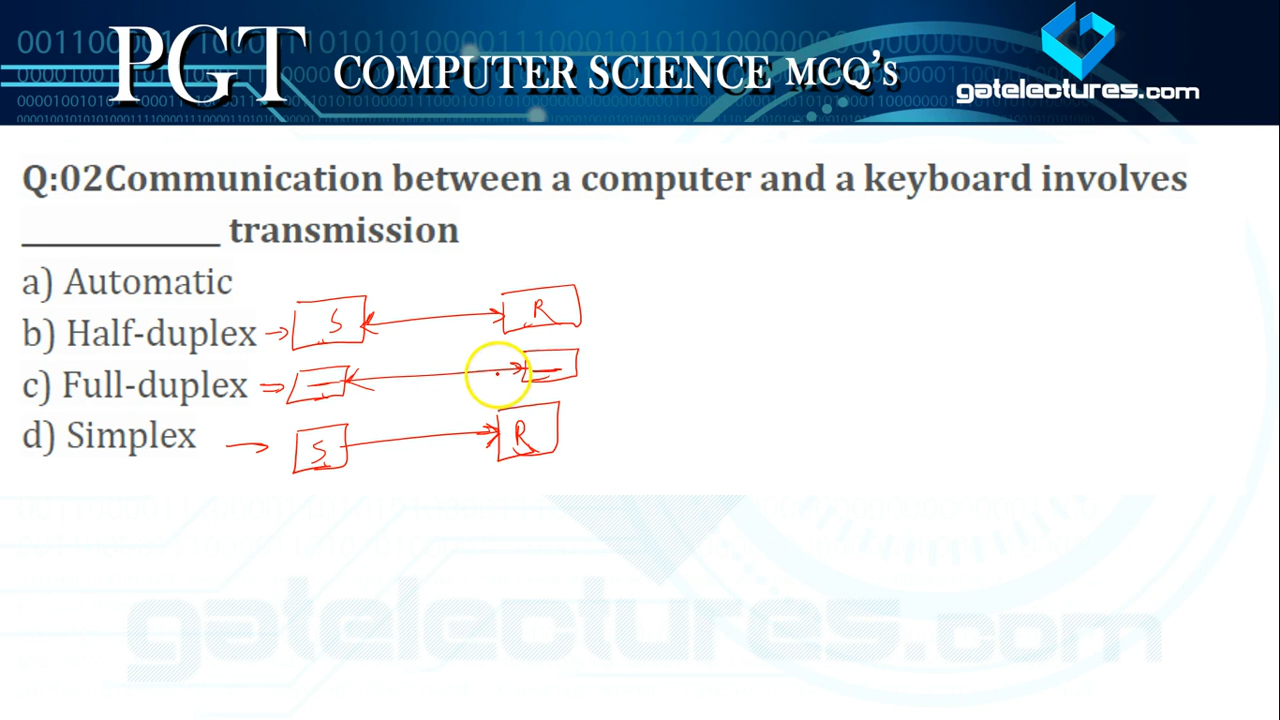 PGT COMPUTER SCIENCE MCQ’s
gatelectures.com
Q:02Communication between a computer and a keyboard involves
___________ transmission
a) Automatic
b) Half-duplex
S R
c) Full-duplex
d) Simplex
S R
gatelectures.com